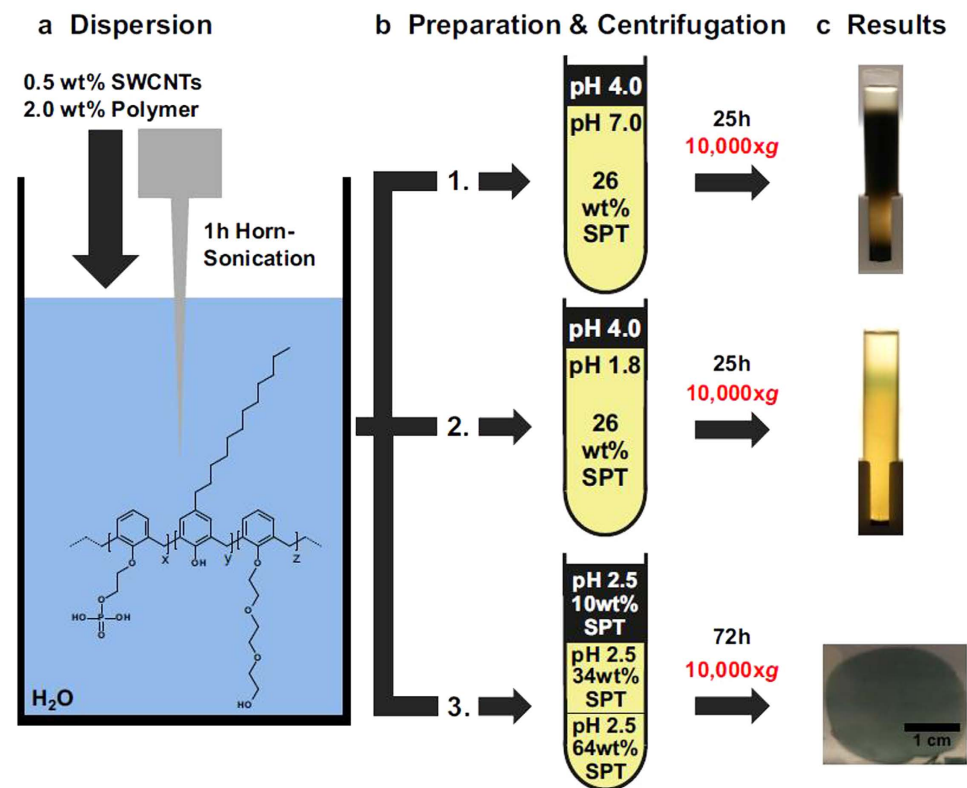 a Dispersion
b Preparation & Centrifugation
c Results
0.5 wt% SWCNTs
2.0 wt% Polymer
1h Horn-
Sonication
x
y
z
O
OH
O
O
HO
P
OH
O
O
O
O
HO
H₂O
1.
pH 4.0
pH 7.0
26
wt%
SPT
25h
10,000xg
2.
pH 4.0
pH 1.8
26
wt%
SPT
25h
10,000xg
3.
pH 2.5
10wt%
SPT
pH 2.5
34wt%
SPT
pH 2.5
64wt%
SPT
72h
10,000xg
1 cm